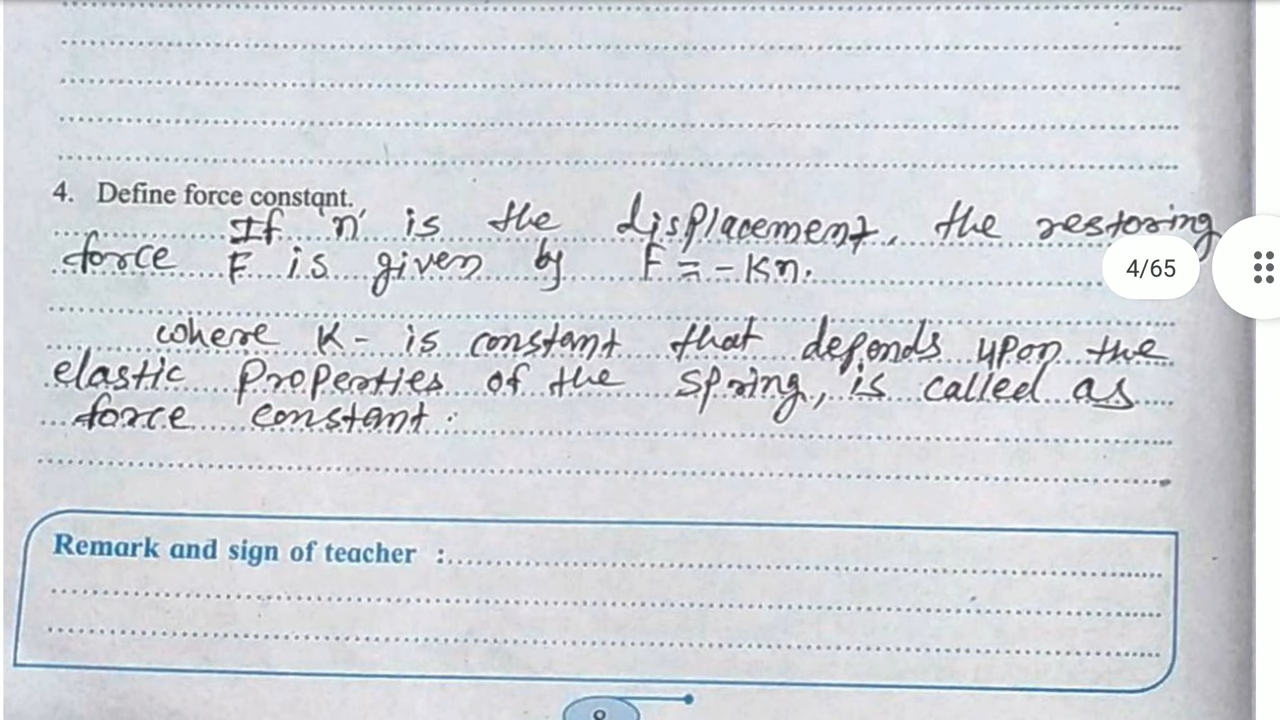 4. Define force constant.
If 'n' is the displacement, the restoring
force F is given by F = -Kn.
4/65
where K- is constant that depends upon the
elastic Properties of the spring, is called as
force constant.
Remark and sign of teacher :
8